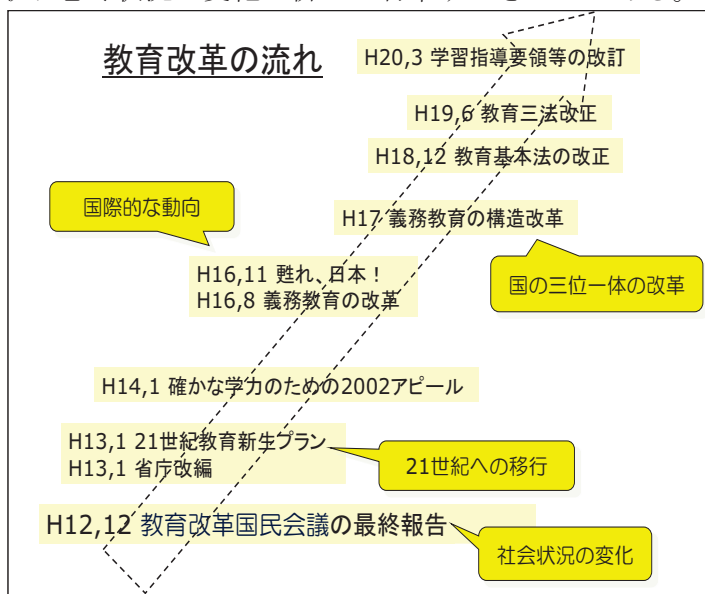 教育改革の流れ
H20,3 学習指導要領等の改訂
H19,6 教育三法改正
H18,12 教育基本法の改正
国際的な動向
H17 義務教育の構造改革
H16,11 甦れ、日本！
H16,8 義務教育の改革
国の三位一体の改革
H14,1 確かな学力のための2002アピール
H13,1 21世紀教育新生プラン
H13,1 省庁改編
21世紀への移行
H12,12 教育改革国民会議の最終報告
社会状況の変化